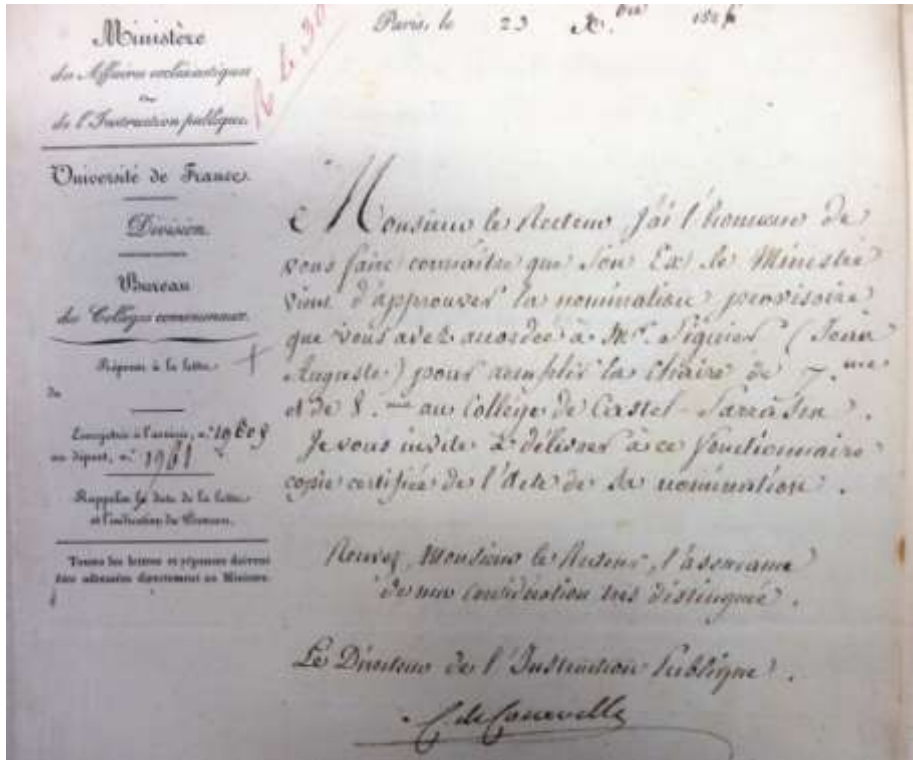 Ministère
des Affaires ecclésiastiques
et
de l'Instruction publique.
Université de France.
Division.
Bureau
des Collèges communaux.
Réponse à la lettre
du
Enregistrée à l'arrivée, n.° 19609
au départ, n.° 1961
Rappeler la date de la lettre
et l'indication du Bureau.
Toutes les lettres et réponses doivent
être adressées directement au Ministre.
Paris, le 23 X.bre
Monsieur le Recteur, j'ai l'honneur de
vous faire connaître que Son Ex. le Ministre
vient d'approuver la nomination provisoire
que vous avez accordée à Mr. Siguier (Jean
Auguste) pour remplir la Chaire de 7.me
et de 8.me au Collège de Castel-Sarrasin.
Je vous invite à délivrer à ce fonctionnaire
copie certifiée de l'Acte de sa nomination.
Recevez, Monsieur le Recteur, l'assurance
de ma considération très distinguée.
Le Directeur de l'Instruction Publique.